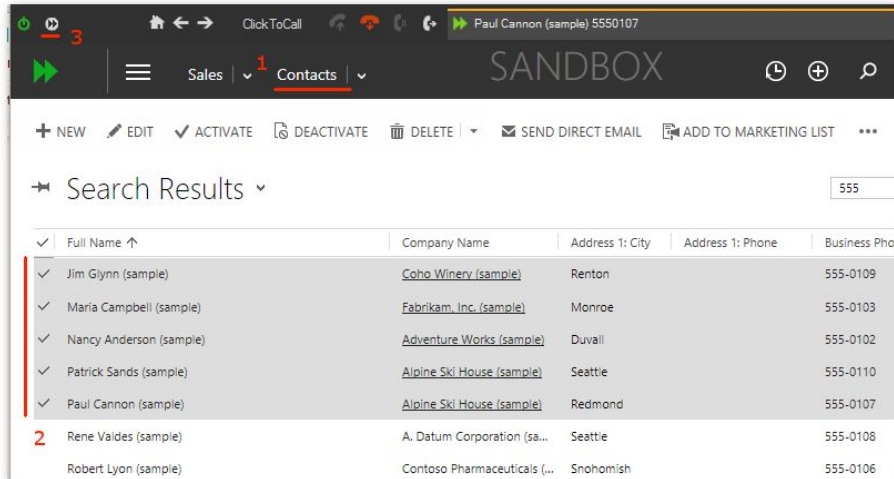 3 ClickToCall Paul Cannon (sample) 5550107
Sales 1 Contacts SANDBOX
NEW EDIT ACTIVATE DEACTIVATE DELETE SEND DIRECT EMAIL ADD TO MARKETING LIST •••
Search Results 555
Full Name ↑ Company Name Address 1: City Address 1: Phone Business Pho
Jim Glynn (sample) Coho Winery (sample) Renton 555-0109
Maria Campbell (sample) Fabrikam, Inc. (sample) Monroe 555-0103
Nancy Anderson (sample) Adventure Works (sample) Duvall 555-0102
Patrick Sands (sample) Alpine Ski House (sample) Seattle 555-0110
Paul Cannon (sample) Alpine Ski House (sample) Redmond 555-0107
2 Rene Valdes (sample) A. Datum Corporation (sa... Seattle 555-0108
Robert Lyon (sample) Contoso Pharmaceuticals (... Snohomish 555-0106